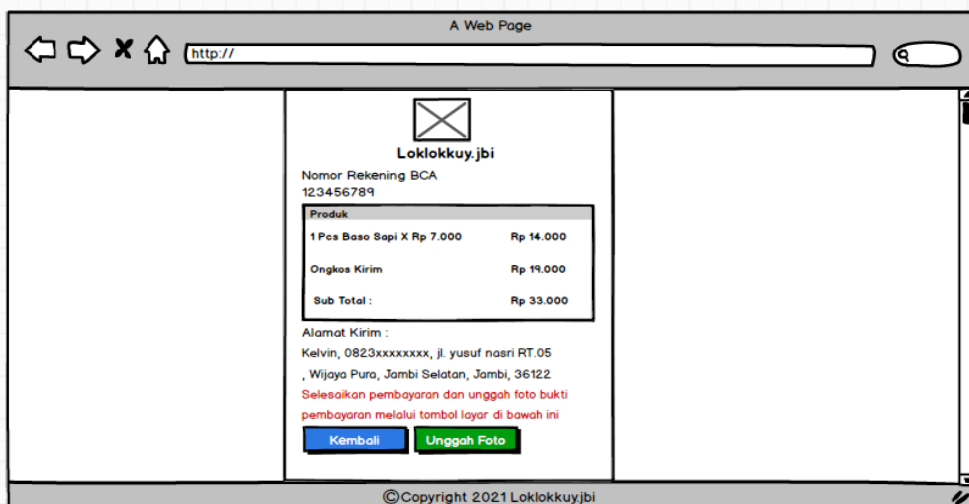 A Web Page
http://
Loklokkuy.jbi
Nomor Rekening BCA
123456789
Produk
1 Pcs Baso Sapi X Rp 7.000 Rp 14.000
Ongkos Kirim Rp 19.000
Sub Total : Rp 33.000
Alamat Kirim :
Kelvin, 0823xxxxxxxx, jl. yusuf nasri RT.05
, Wijaya Pura, Jambi Selatan, Jambi, 36122
Selesaikan pembayaran dan unggah foto bukti
pembayaran melalui tombol layar di bawah ini
Kembali Unggah Foto
©Copyright 2021 Loklokkuy.jbi